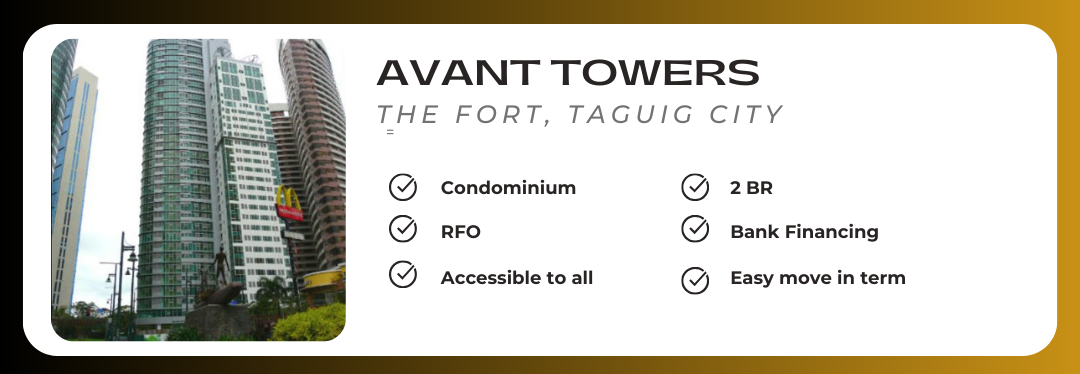 AVANT TOWERS
THE FORT, TAGUIG CITY
=
Condominium
RFO
Accessible to all
2 BR
Bank Financing
Easy move in term